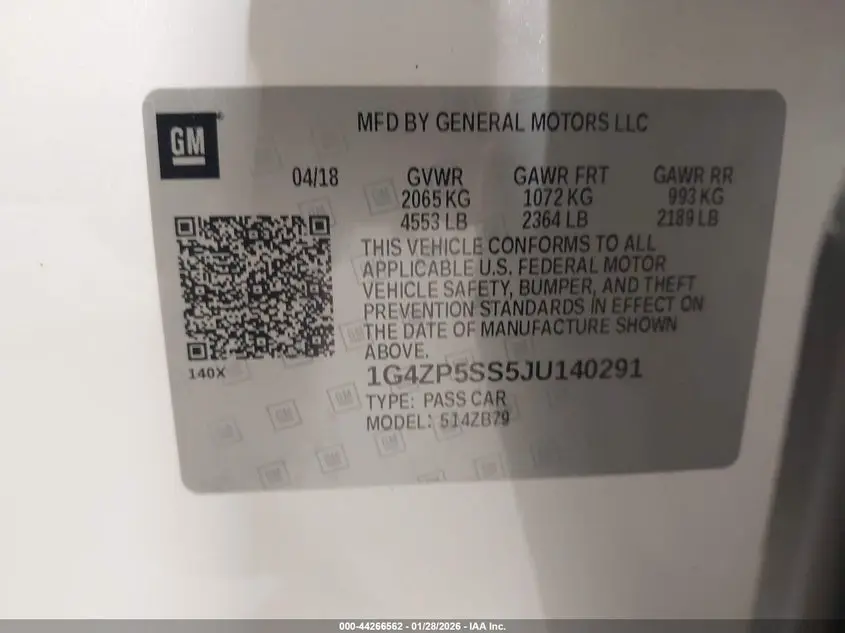 GM
MFD BY GENERAL MOTORS LLC
04/18 GVWR GAWR FRT GAWR RR
2065 KG 1072 KG 993 KG
4553 LB 2364 LB 2189 LB
THIS VEHICLE CONFORMS TO ALL
APPLICABLE U.S. FEDERAL MOTOR
VEHICLE SAFETY, BUMPER, AND THEFT
PREVENTION STANDARDS IN EFFECT ON
THE DATE OF MANUFACTURE SHOWN
ABOVE.
140X
1G4ZP5SS5JU140291
TYPE: PASS CAR
MODEL: 514ZB79
000-44266562 - 01/28/2026 - IAA Inc.